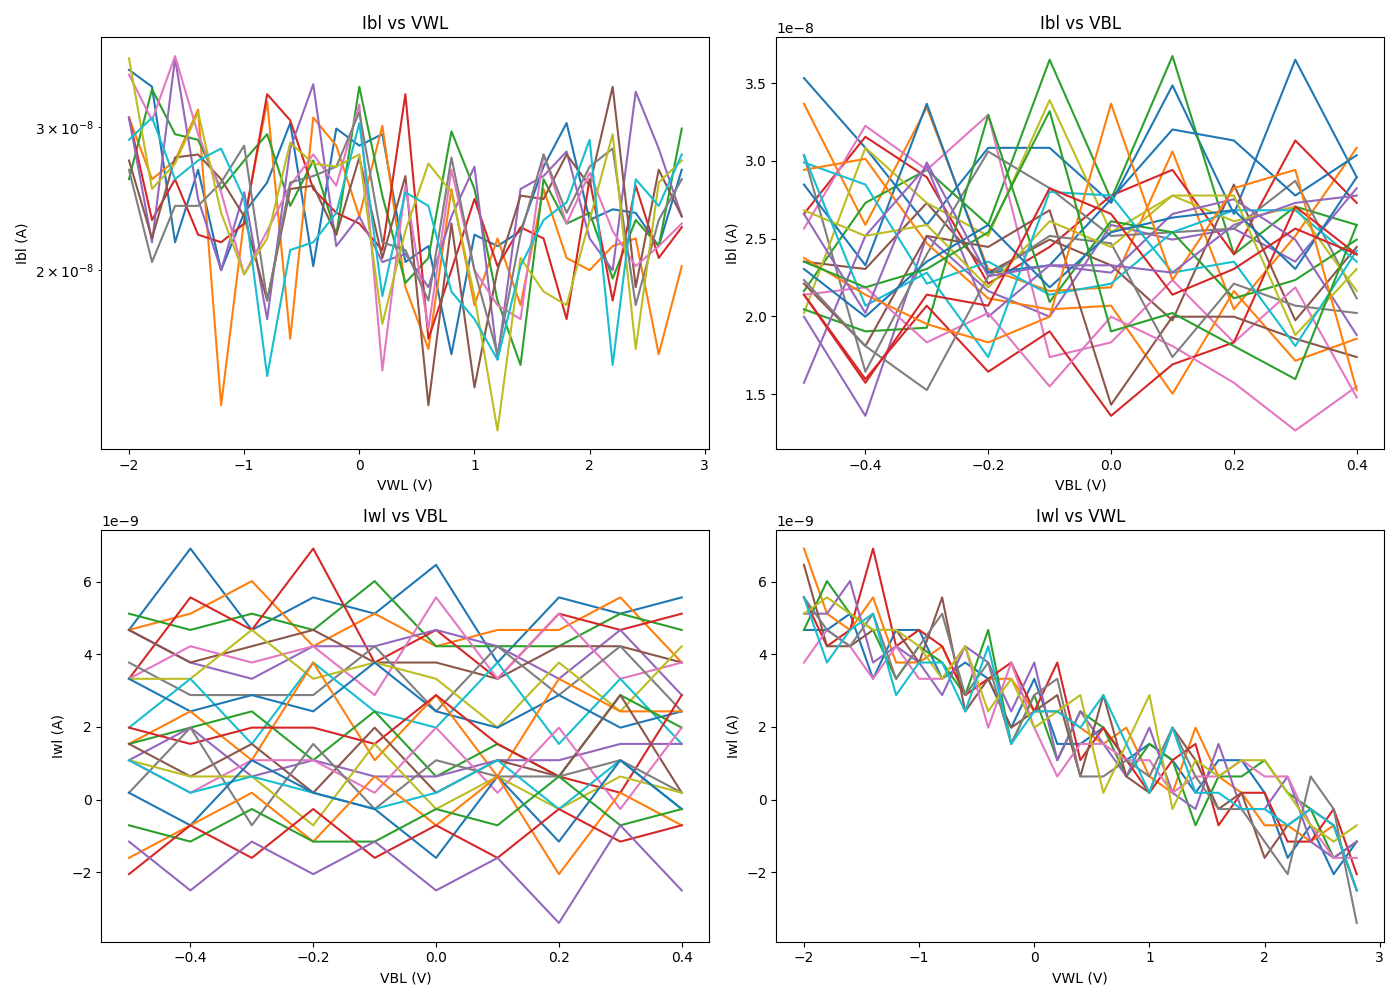 Ibl vs VWL
Ibl (A)
3 × 10⁻⁸
2 × 10⁻⁸
−2 −1 0 1 2 3
VWL (V)
Ibl vs VBL
1e−8
Ibl (A)
3.5
3.0
2.5
2.0
1.5
−0.4 −0.2 0.0 0.2 0.4
VBL (V)
Iwl vs VBL
1e−9
Iwl (A)
6
4
2
0
−2
−0.4 −0.2 0.0 0.2 0.4
VBL (V)
Iwl vs VWL
1e−9
Iwl (A)
6
4
2
0
−2
−2 −1 0 1 2 3
VWL (V)